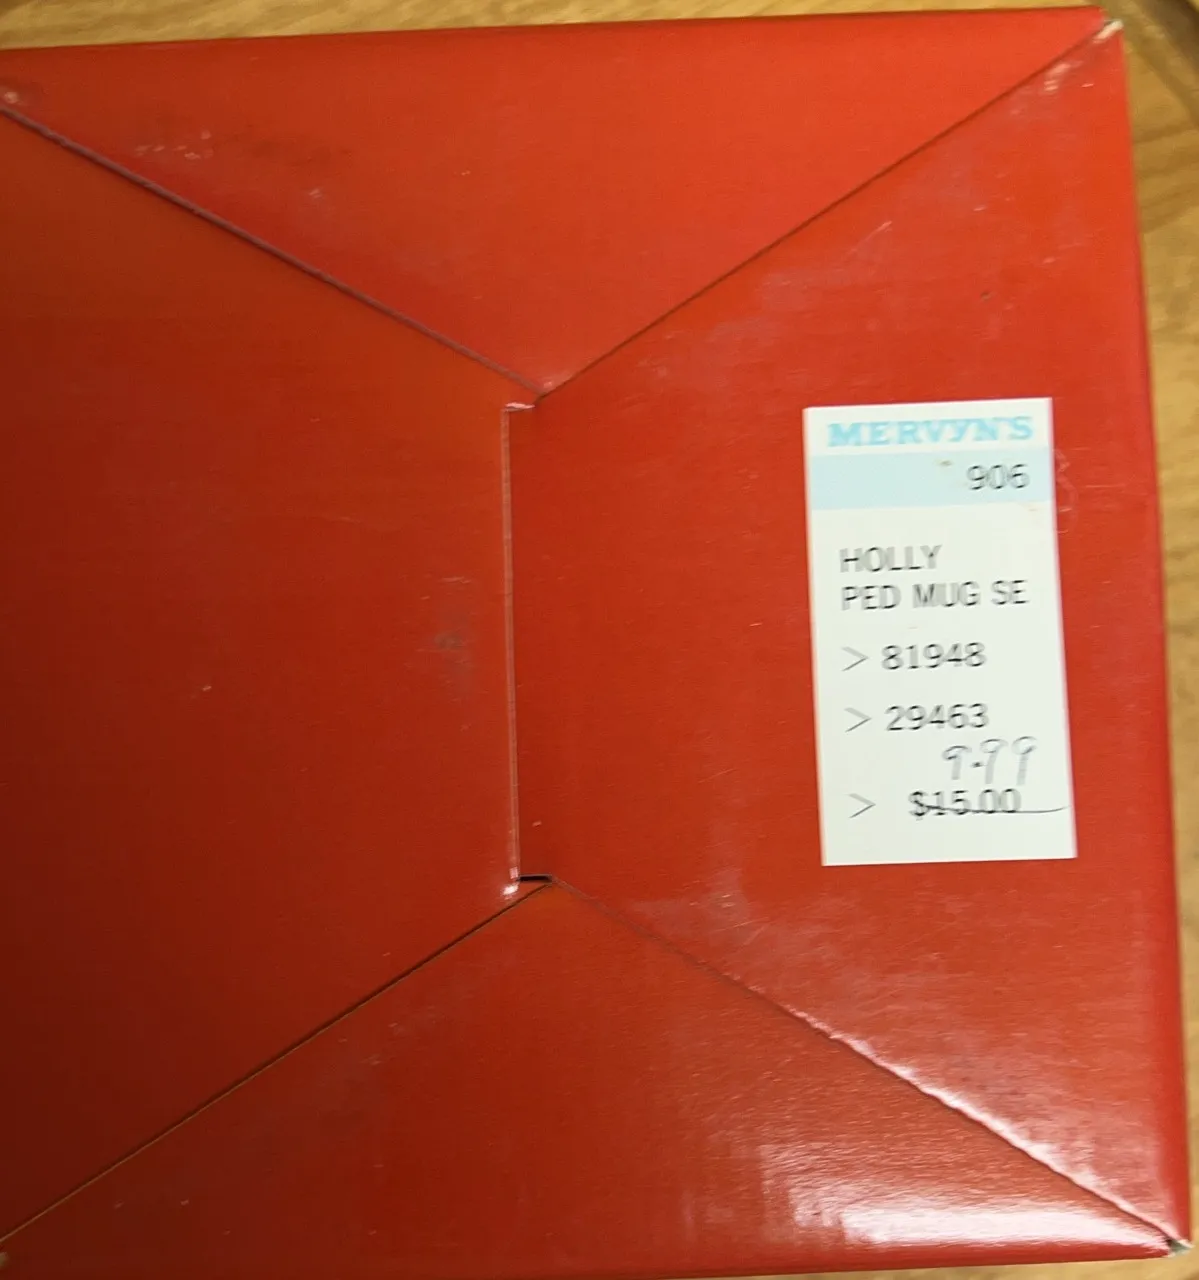 MERVYN'S
906
HOLLY
PED MUG SE
> 81948
> 29463
9.99
> $15.00